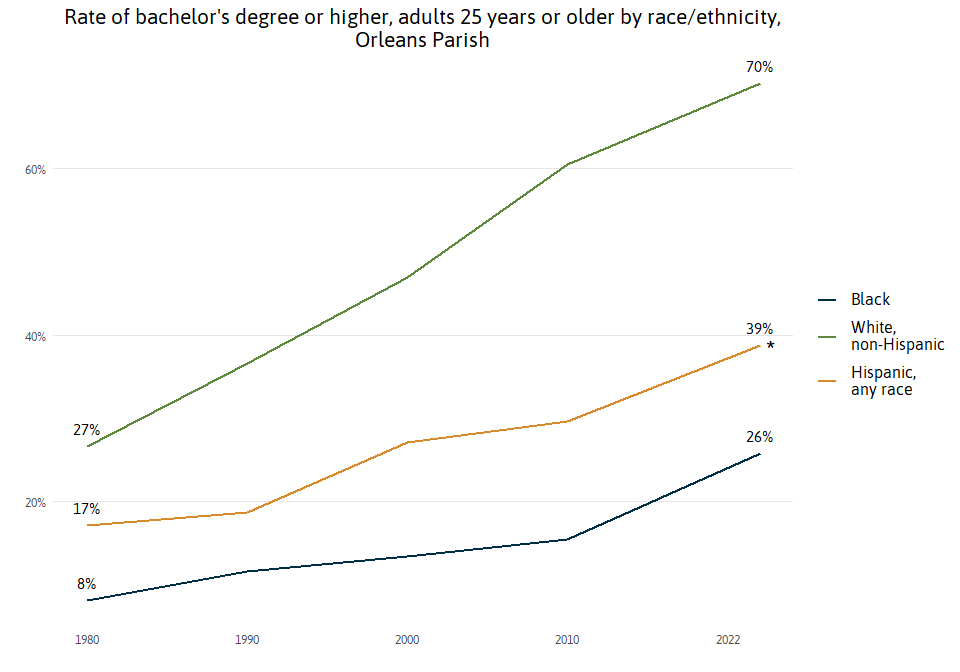 Rate of bachelor's degree or higher, adults 25 years or older by race/ethnicity,
Orleans Parish
70%
60%
40%
39%
*
27%
26%
20%
17%
8%
1980
1990
2000
2010
2022
Black
White,
non-Hispanic
Hispanic,
any race